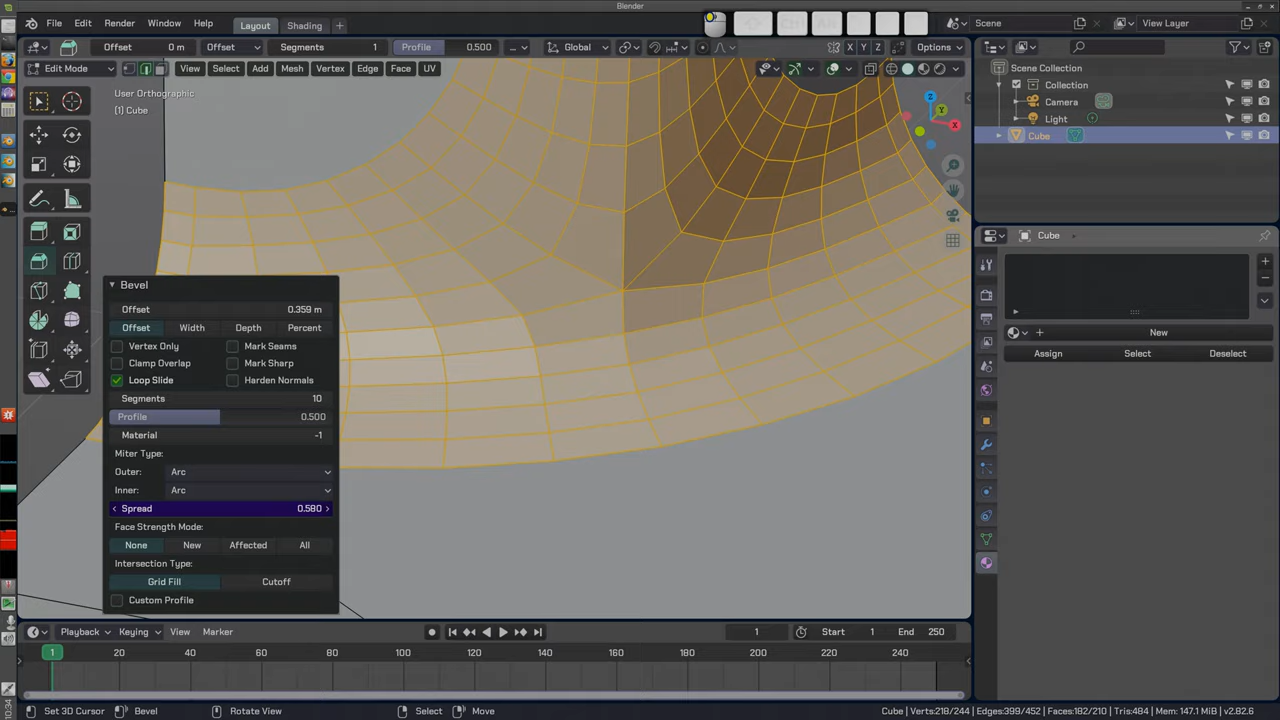 Blender
File Edit Render Window Help Layout Shading + Ctrl Alt Scene View Layer
Offset 0 m Offset Segments 1 Profile 0.500 Global X Y Z Options
Edit Mode View Select Add Mesh Vertex Edge Face UV
User Orthographic
(1) Cube
Z
Y
X
Scene Collection
Collection
Camera
Light
Cube
Cube
New
Assign Select Deselect
Bevel
Offset 0.359 m
Offset Width Depth Percent
Vertex Only Mark Seams
Clamp Overlap Mark Sharp
Loop Slide Harden Normals
Segments 10
Profile 0.500
Material -1
Miter Type:
Outer: Arc
Inner: Arc
Spread 0.580
Face Strength Mode:
None New Affected All
Intersection Type:
Grid Fill Cutoff
Custom Profile
Playback Keying View Marker 1 Start 1 End 250
1 20 40 60 80 100 120 140 160 180 200 220 240
10:34
Set 3D Cursor Bevel Rotate View Select Move Cube | Verts:218/244 | Edges:399/452 | Faces:182/210 | Tris:484 | Mem: 147.1 MiB | v2.82.6